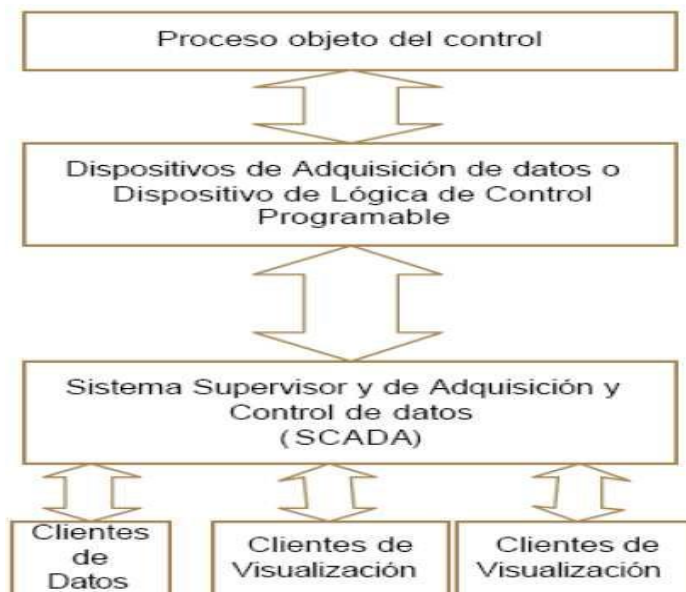 Proceso objeto del control
Dispositivos de Adquisición de datos o
Dispositivo de Lógica de Control
Programable
Sistema Supervisor y de Adquisición y
Control de datos
(SCADA)
Clientes
de
Datos
Clientes de
Visualización
Clientes de
Visualización